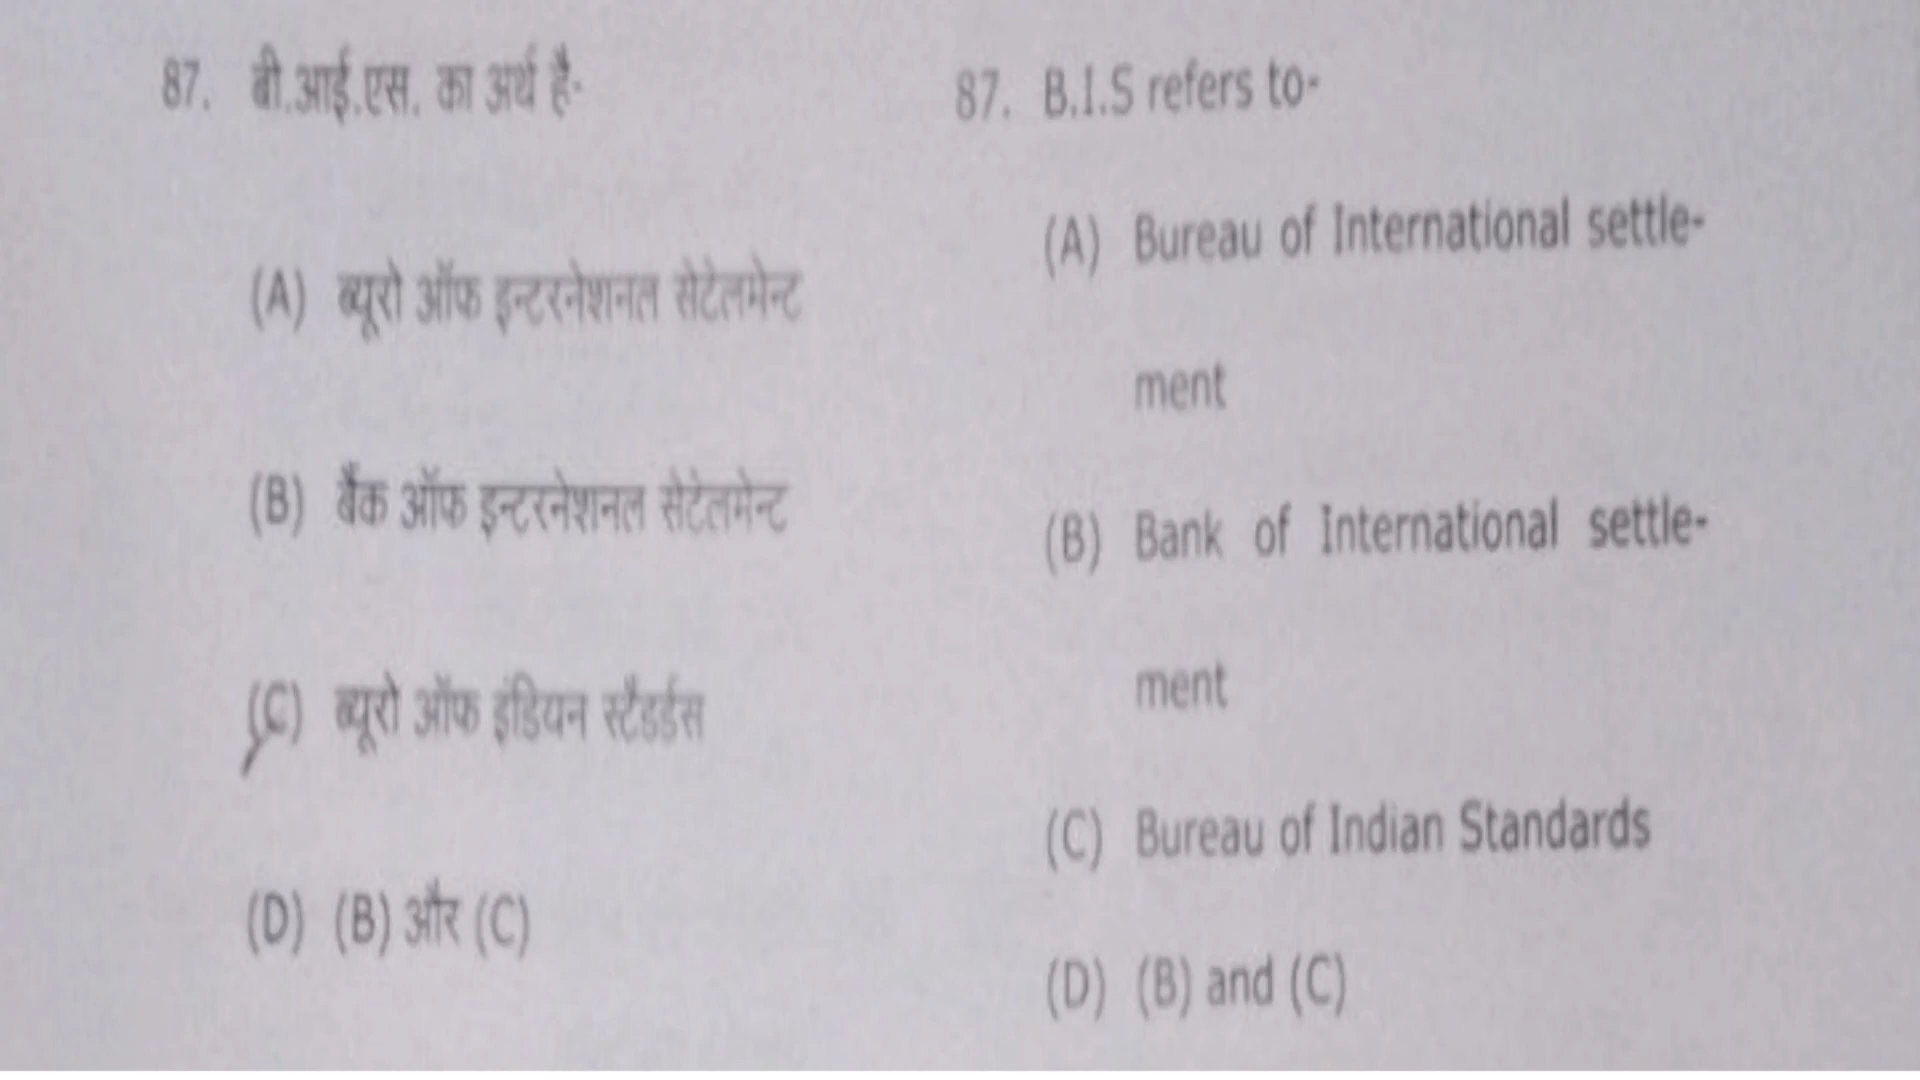 87. बी.आई.एस. का अर्थ है-
(A) ब्यूरो ऑफ इन्टरनेशनल सेटेलमेन्ट
(B) बैंक ऑफ इन्टरनेशनल सेटेलमेन्ट
(C) ब्यूरो ऑफ इंडियन स्टैडर्डस
(D) (B) और (C)
87. B.I.S refers to-
(A) Bureau of International settle-
ment
(B) Bank of International settle-
ment
(C) Bureau of Indian Standards
(D) (B) and (C)